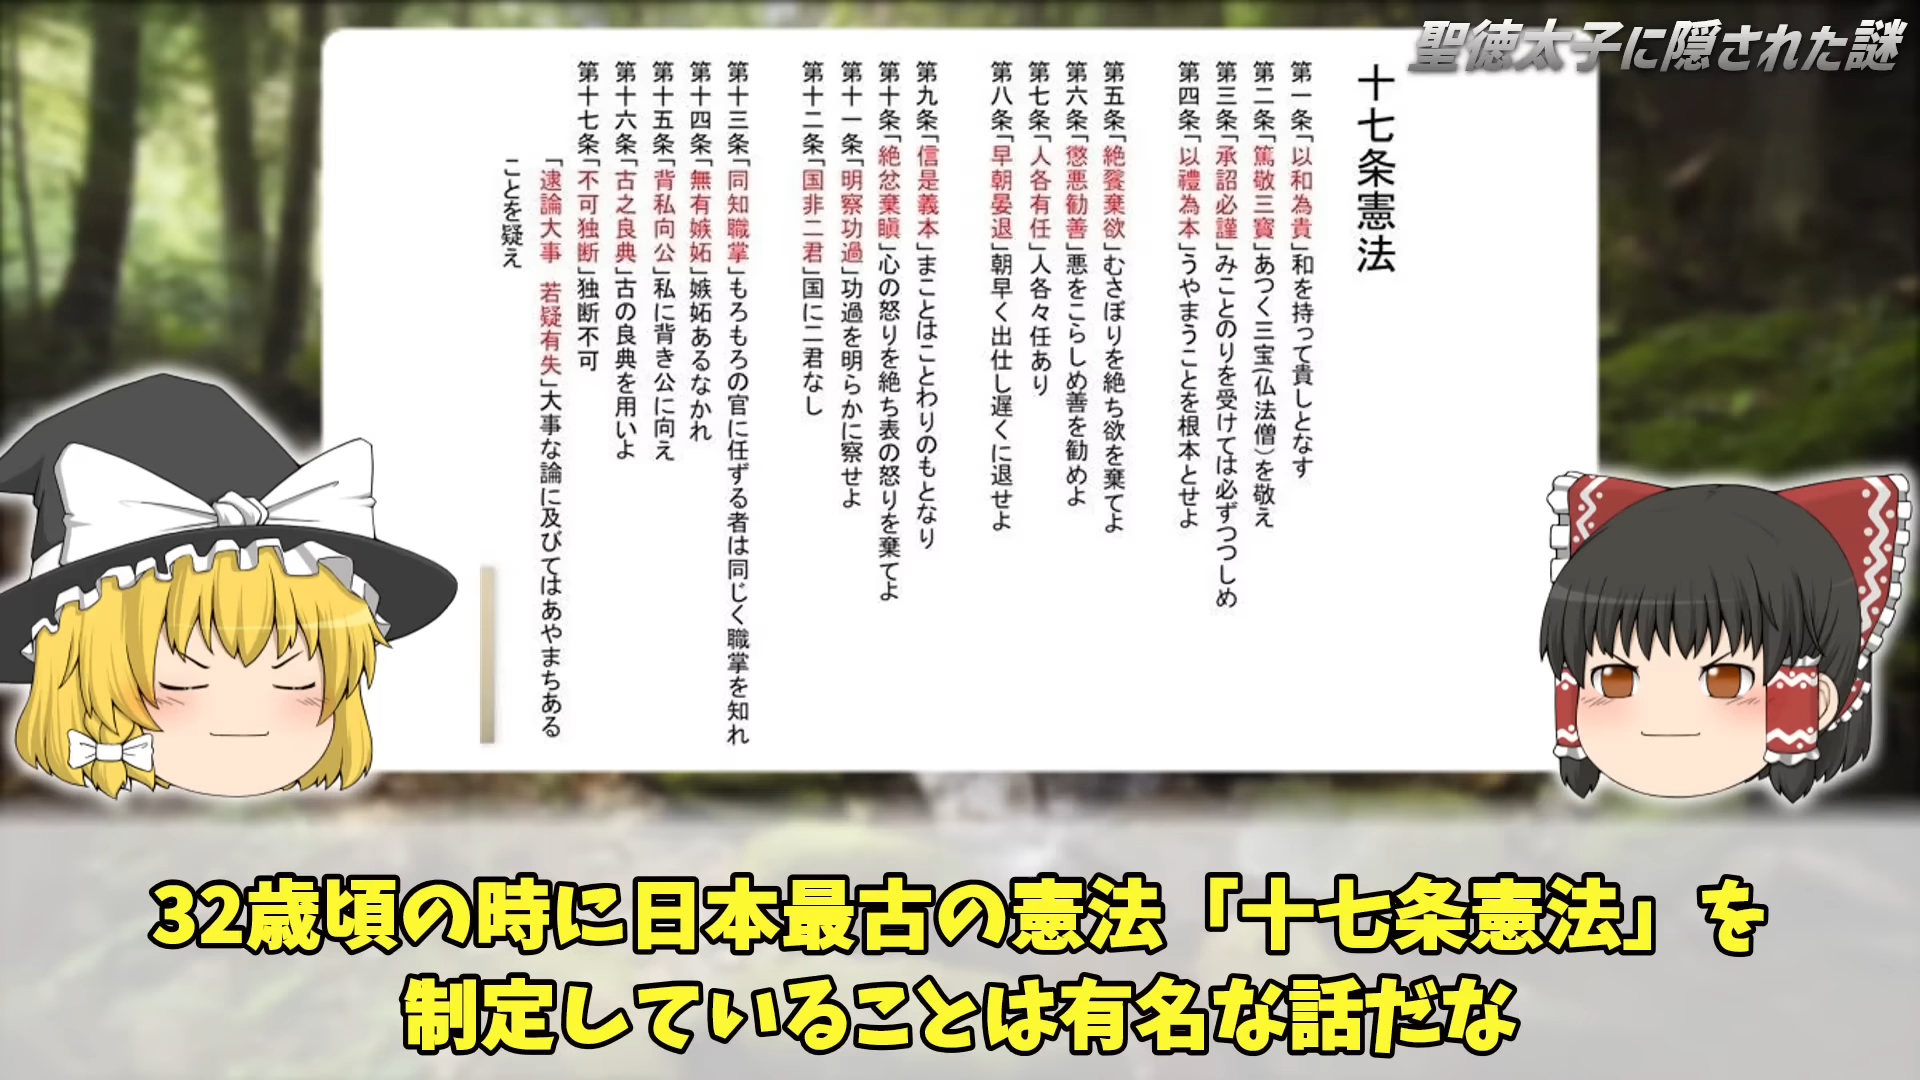 聖徳太子に隠された謎
十七条憲法
第一条「以和為貴」和を持って貴しとなす
第二条「篤敬三寳」あつく三宝(仏法僧)を敬え
第三条「承詔必謹」みことのりを受けては必ずつつしめ
第四条「以禮為本」うやまうことを根本とせよ
第五条「絶饗棄欲」むさぼりを絶ち欲を棄てよ
第六条「懲悪勧善」悪をこらしめ善を勧めよ
第七条「人各有任」人各々任あり
第八条「早朝晏退」朝早く出仕し遅くに退せよ
第九条「信是義本」まことはことわりのもとなり
第十条「絶忿棄瞋」心の怒りを絶ち表の怒りを棄てよ
第十一条「明察功過」功過を明らかに察せよ
第十二条「国非二君」国に二君なし
第十三条「同知職掌」もろもろの官に任ずる者は同じく職掌を知れ
第十四条「無有嫉妬」嫉妬あるなかれ
第十五条「背私向公」私に背き公に向え
第十六条「古之良典」古の良典を用いよ
第十七条「不可独断」独断不可
「逮論大事 若疑有失」大事な論に及びてはあやまちある
ことを疑え
32歳頃の時に日本最古の憲法「十七条憲法」を
制定していることは有名な話だな